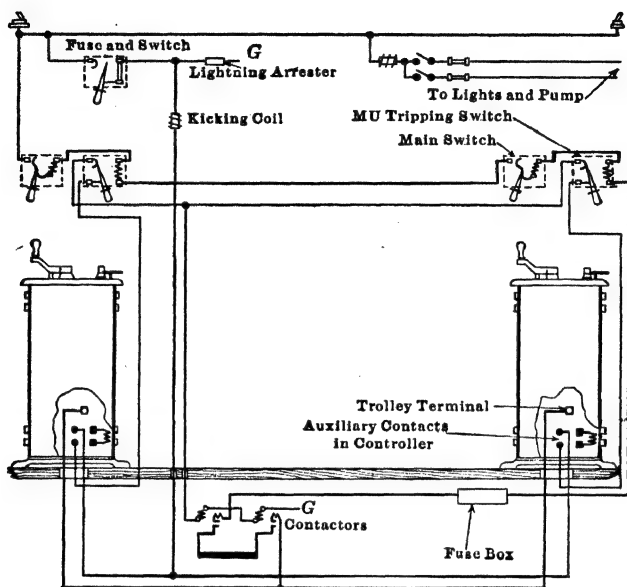 Fuse and Switch
G
Lightning Arrester
To Lights and Pump
Kicking Coil
MU Tripping Switch
Main Switch
Trolley Terminal
Auxiliary Contacts
in Controller
G
Contactors
Fuse Box